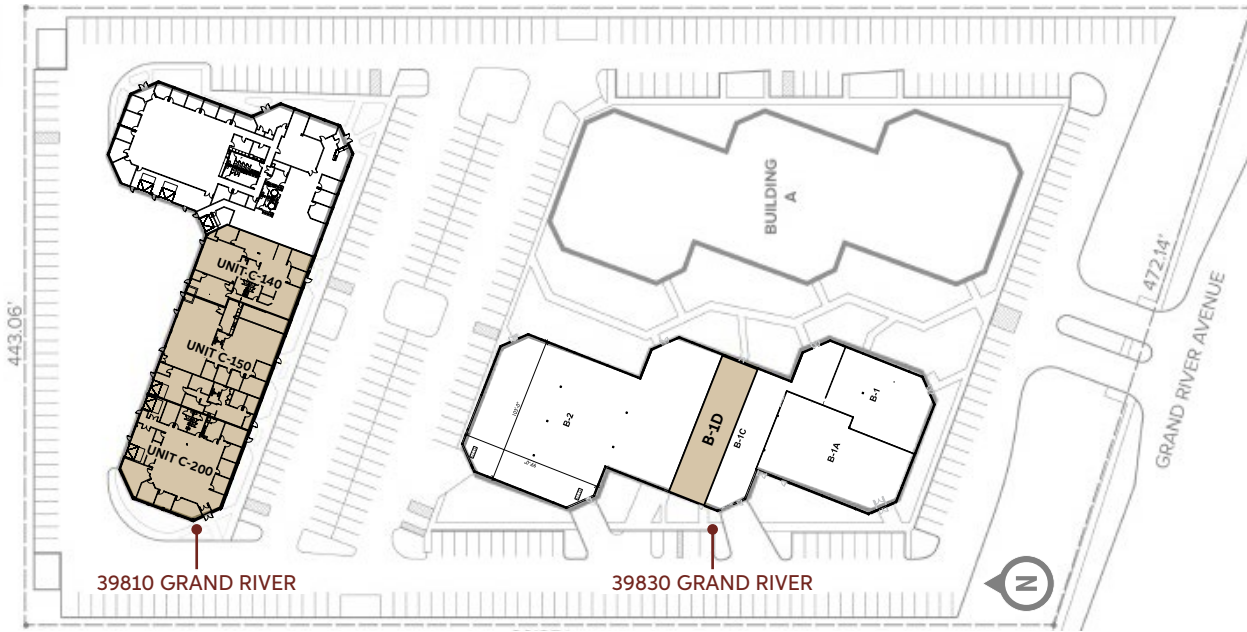 BUILDING
A
UNIT C-140
UNIT C-150
UNIT C-200
443.06'
472.14'
GRAND RIVER AVENUE
B-2
B-1D
B-1C
B-1
B-1A
39810 GRAND RIVER
39830 GRAND RIVER
N